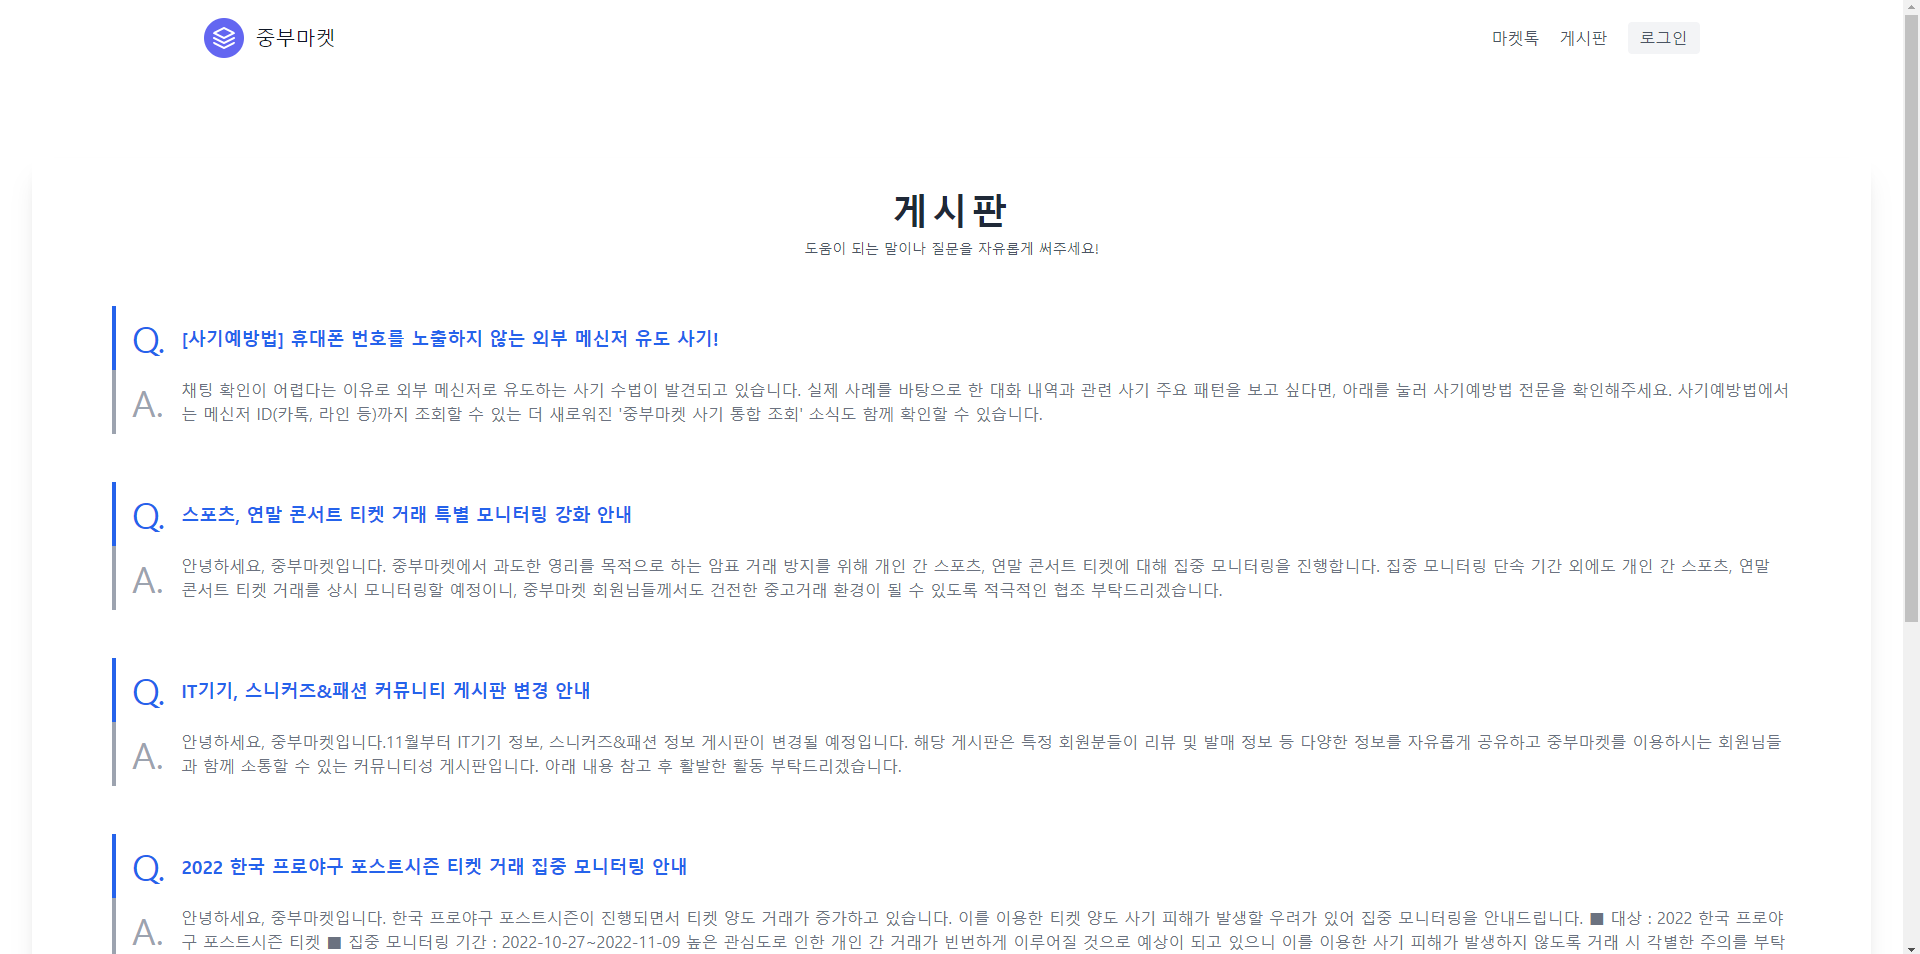 중부마켓
마켓톡 게시판 로그인
게시판
도움이 되는 말이나 질문을 자유롭게 써주세요!
Q. [사기예방법] 휴대폰 번호를 노출하지 않는 외부 메신저 유도 사기!
A. 채팅 확인이 어렵다는 이유로 외부 메신저로 유도하는 사기 수법이 발견되고 있습니다. 실제 사례를 바탕으로 한 대화 내역과 관련 사기 주요 패턴을 보고 싶다면, 아래를 눌러 사기예방법 전문을 확인해주세요. 사기예방법에서
는 메신저 ID(카톡, 라인 등)까지 조회할 수 있는 더 새로워진 '중부마켓 사기 통합 조회' 소식도 함께 확인할 수 있습니다.
Q. 스포츠, 연말 콘서트 티켓 거래 특별 모니터링 강화 안내
A. 안녕하세요, 중부마켓입니다. 중부마켓에서 과도한 영리를 목적으로 하는 암표 거래 방지를 위해 개인 간 스포츠, 연말 콘서트 티켓에 대해 집중 모니터링을 진행합니다. 집중 모니터링 단속 기간 외에도 개인 간 스포츠, 연말
콘서트 티켓 거래를 상시 모니터링할 예정이니, 중부마켓 회원님들께서도 건전한 중고거래 환경이 될 수 있도록 적극적인 협조 부탁드리겠습니다.
Q. IT기기, 스니커즈&패션 커뮤니티 게시판 변경 안내
A. 안녕하세요, 중부마켓입니다.11월부터 IT기기 정보, 스니커즈&패션 정보 게시판이 변경될 예정입니다. 해당 게시판은 특정 회원분들이 리뷰 및 발매 정보 등 다양한 정보를 자유롭게 공유하고 중부마켓를 이용하시는 회원님들
과 함께 소통할 수 있는 커뮤니티성 게시판입니다. 아래 내용 참고 후 활발한 활동 부탁드리겠습니다.
Q. 2022 한국 프로야구 포스트시즌 티켓 거래 집중 모니터링 안내
A. 안녕하세요, 중부마켓입니다. 한국 프로야구 포스트시즌이 진행되면서 티켓 양도 거래가 증가하고 있습니다. 이를 이용한 티켓 양도 사기 피해가 발생할 우려가 있어 집중 모니터링을 안내드립니다. ■ 대상 : 2022 한국 프로야
구 포스트시즌 티켓 ■ 집중 모니터링 기간 : 2022-10-27~2022-11-09 높은 관심도로 인한 개인 간 거래가 빈번하게 이루어질 것으로 예상이 되고 있으니 이를 이용한 사기 피해가 발생하지 않도록 거래 시 각별한 주의를 부탁